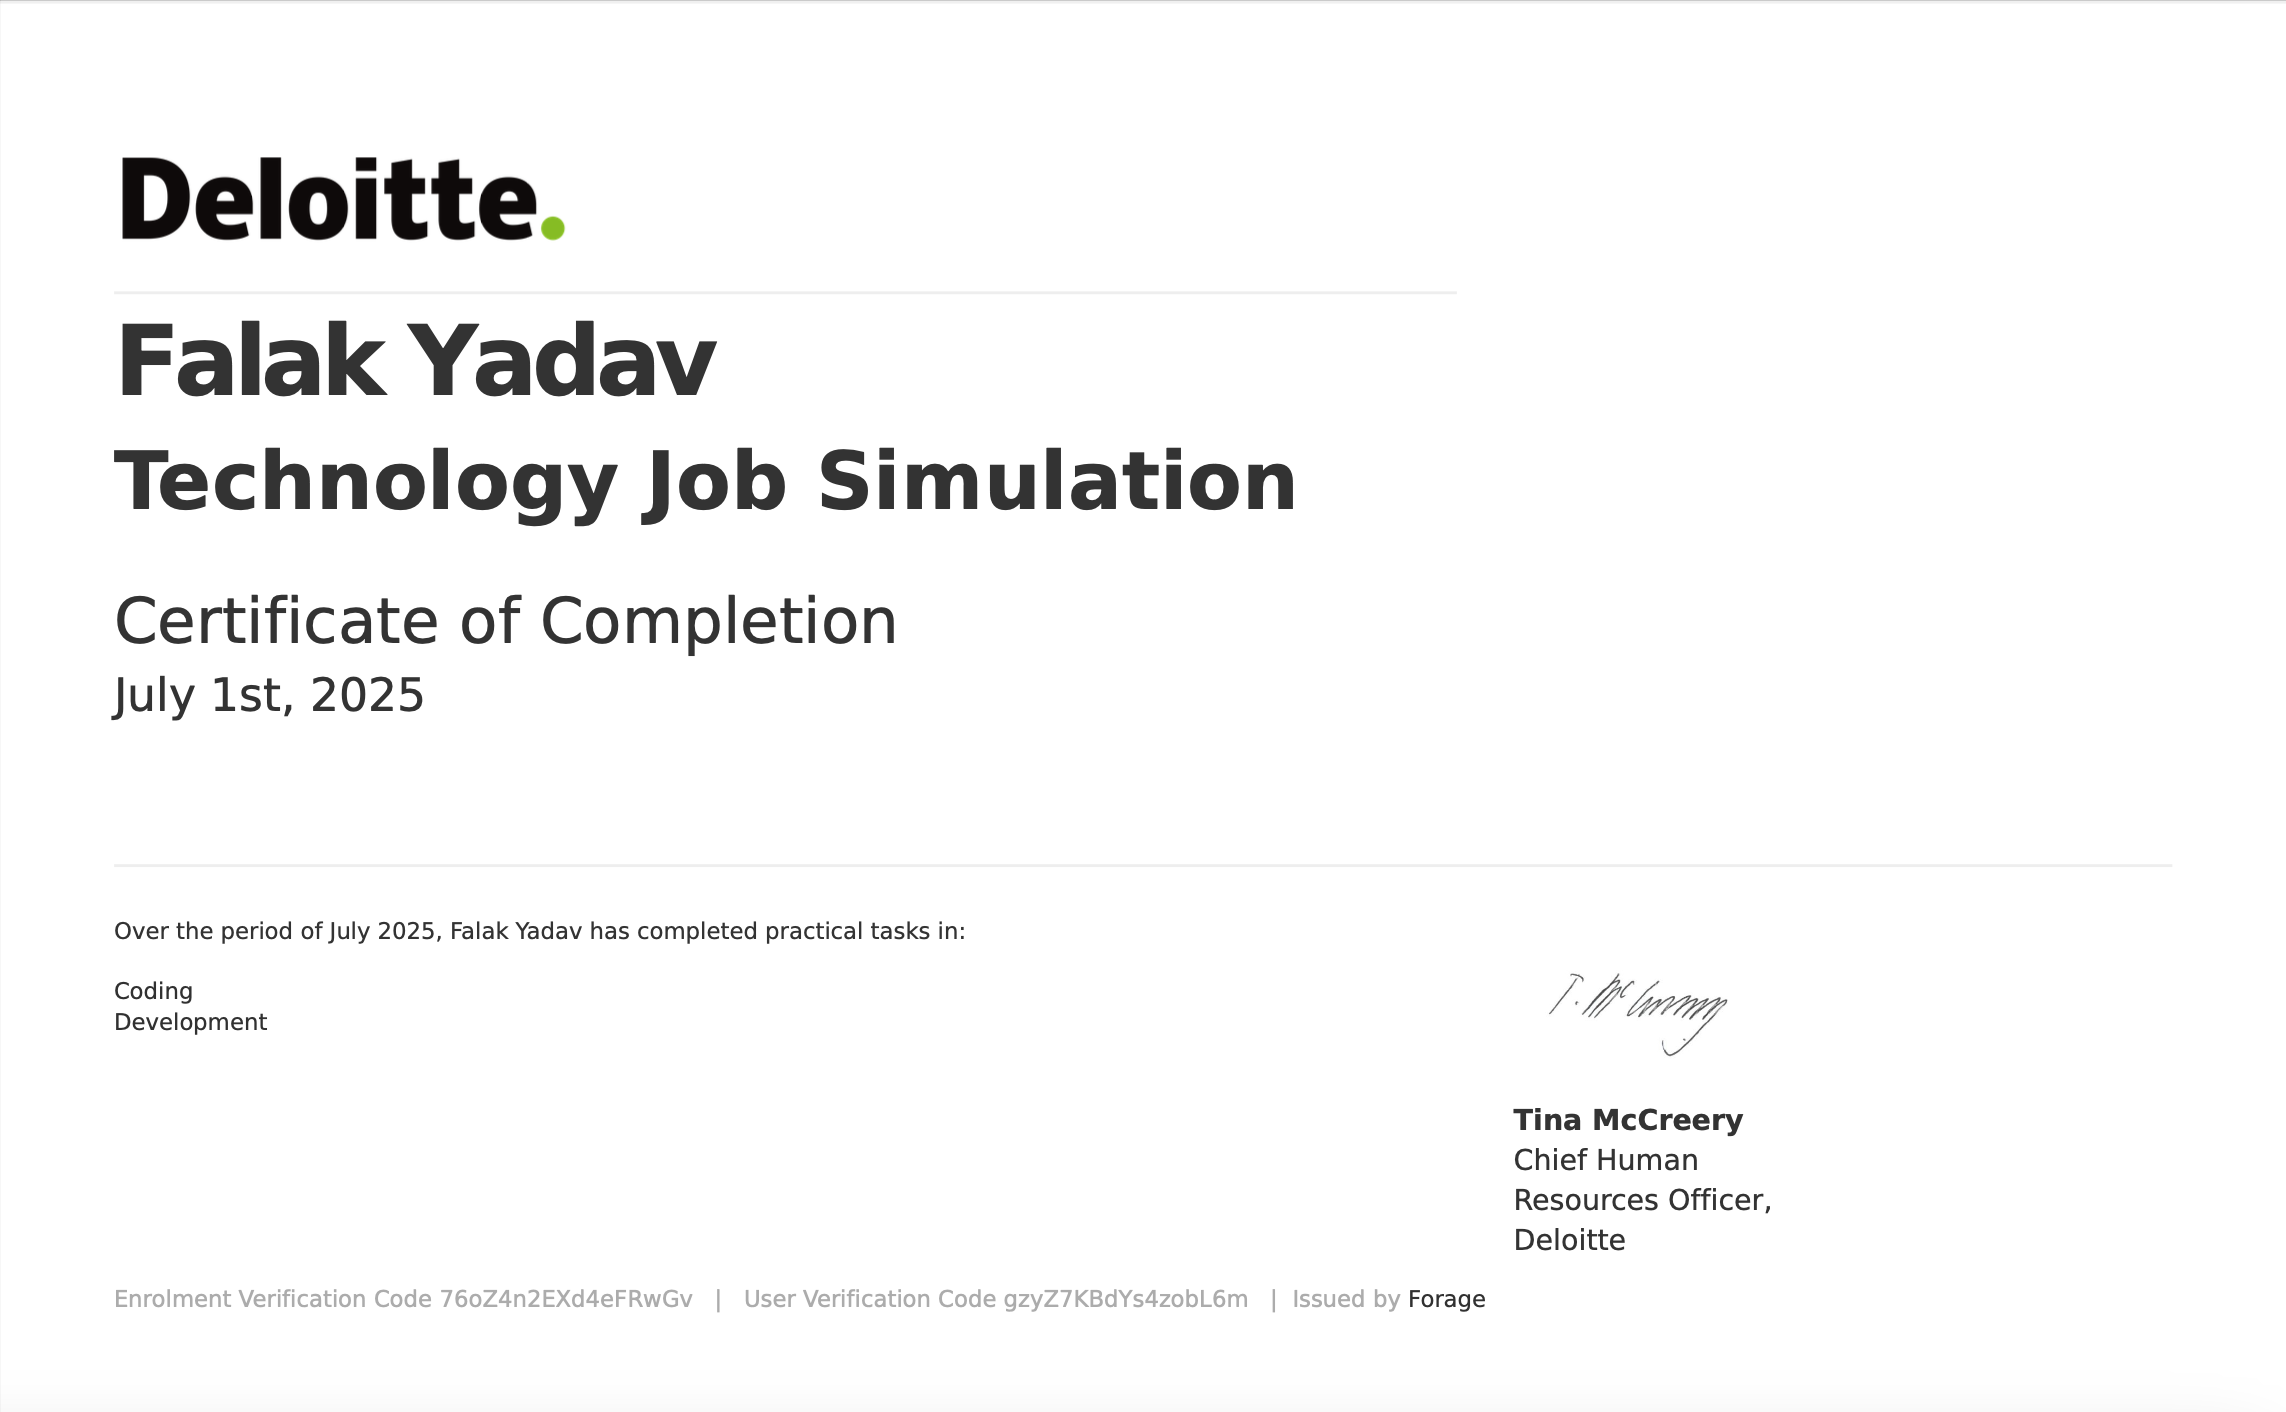 Deloitte.
Falak Yadav
Technology Job Simulation
Certificate of Completion
July 1st, 2025
Over the period of July 2025, Falak Yadav has completed practical tasks in:
Coding
Development
T. McCreery
Tina McCreery
Chief Human
Resources Officer,
Deloitte
Enrolment Verification Code 76oZ4n2EXd4eFRwGv | User Verification Code gzyZ7KBdYs4zobL6m | Issued by Forage